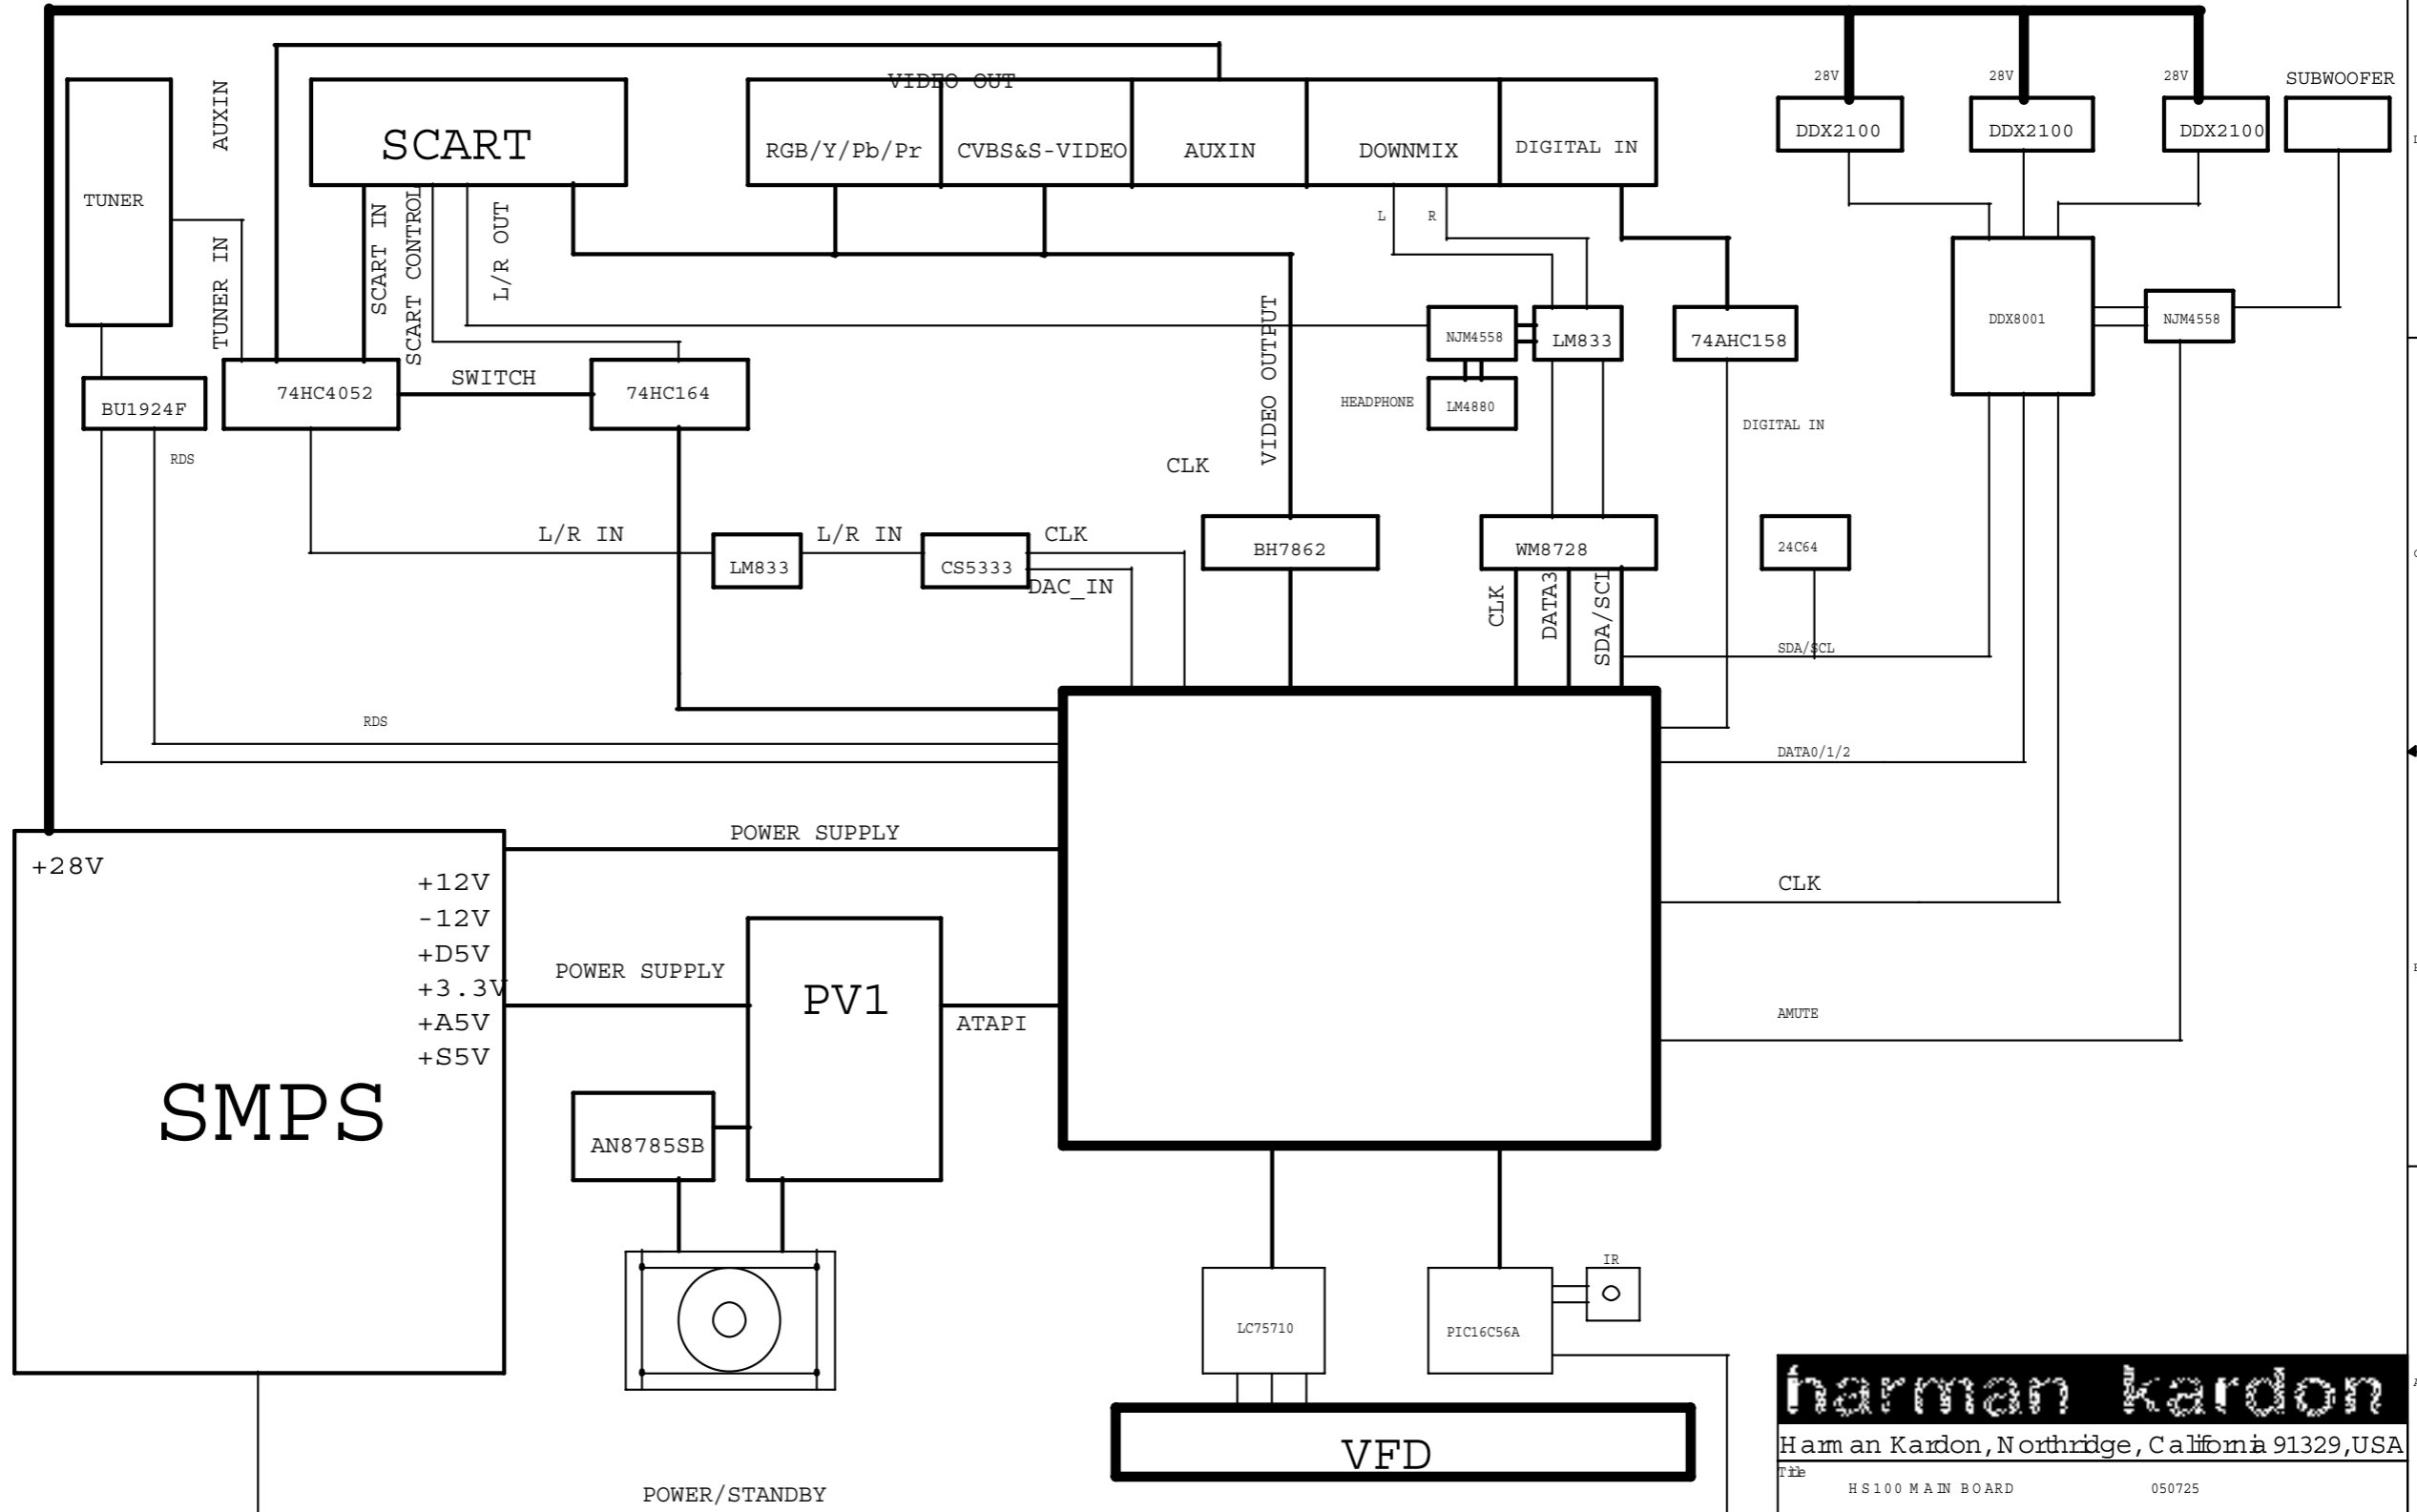 VIDEO OUT
28V
28V
28V
SUBWOOFER
AUXIN
SCART
RGB/Y/Pb/Pr
CVBS&S-VIDEO
AUXIN
DOWNMIX
DIGITAL IN
DDX2100
DDX2100
DDX2100
TUNER
TUNER IN
SCART IN
SCART CONTROL
L/R OUT
L
R
VIDEO OUTPUT
NJM4558
LM833
74AHC158
DDX8001
NJM4558
BU1924F
74HC4052
SWITCH
74HC164
HEADPHONE
LM4880
DIGITAL IN
RDS
CLK
L/R IN
LM833
L/R IN
CS5333
CLK
DAC_IN
BH7862
WM8728
24C64
CLK
DATA3
SDA/SCL
SDA/SCL
RDS
DATA0/1/2
POWER SUPPLY
+28V
+12V
-12V
+D5V
+3.3V
+A5V
+S5V
SMPS
CLK
POWER SUPPLY
PV1
ATAPI
AMUTE
AN8785SB
IR
LC75710
PIC16C56A
VFD
POWER/STANDBY
harman kardon
Harman Kardon, Northridge, California 91329, USA
Title
HS100 MAIN BOARD 050725